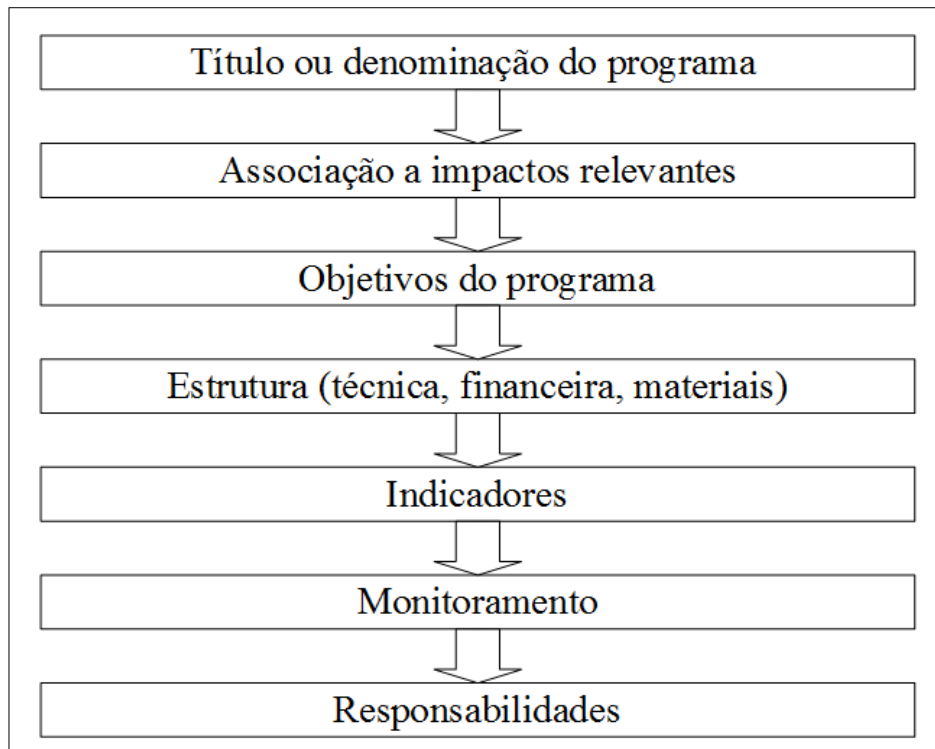 Título ou denominação do programa
Associação a impactos relevantes
Objetivos do programa
Estrutura (técnica, financeira, materiais)
Indicadores
Monitoramento
Responsabilidades